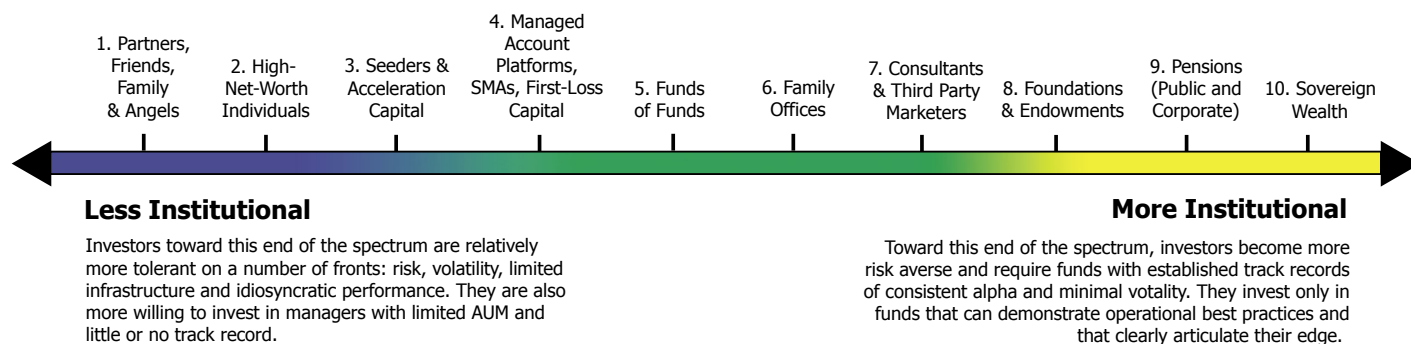 1. Partners,
Friends,
Family
& Angels
2. High-
Net-Worth
Individuals
3. Seeders &
Acceleration
Capital
4. Managed
Account
Platforms,
SMAs, First-Loss
Capital
5. Funds
of Funds
6. Family
Offices
7. Consultants
& Third Party
Marketers
8. Foundations
& Endowments
9. Pensions
(Public and
Corporate)
10. Sovereign
Wealth
Less Institutional
Investors toward this end of the spectrum are relatively
more tolerant on a number of fronts: risk, volatility, limited
infrastructure and idiosyncratic performance. They are also
more willing to invest in managers with limited AUM and
little or no track record.
More Institutional
Toward this end of the spectrum, investors become more
risk averse and require funds with established track records
of consistent alpha and minimal votality. They invest only in
funds that can demonstrate operational best practices and
that clearly articulate their edge.